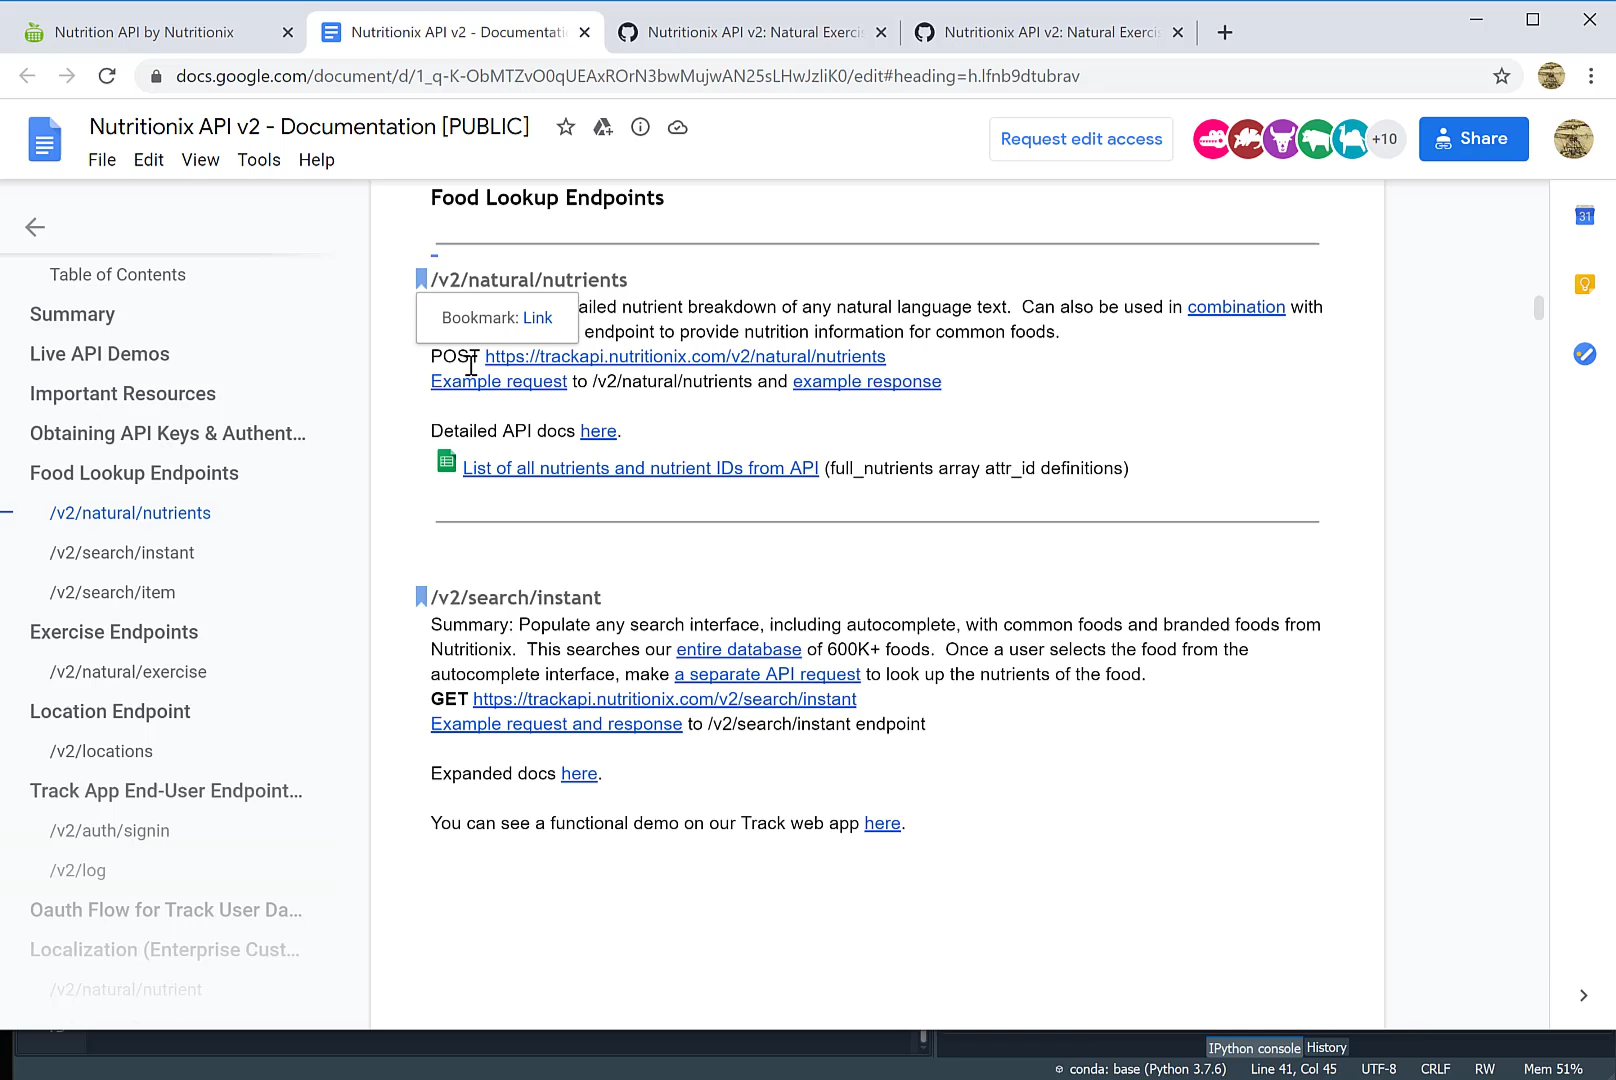 Nutrition API by Nutritionix
Nutritionix API v2 - Documentati
Nutritionix API v2: Natural Exerci
Nutritionix API v2: Natural Exerci
docs.google.com/document/d/1_q-K-ObMTZvO0qUEAxROrN3bwMujwAN25sLHwJzliK0/edit#heading=h.lfnb9dtubrav
Nutritionix API v2 - Documentation [PUBLIC]
File Edit View Tools Help
Request edit access
+10
Share
31
Table of Contents
Summary
Live API Demos
Important Resources
Obtaining API Keys & Authent...
Food Lookup Endpoints
/v2/natural/nutrients
/v2/search/instant
/v2/search/item
Exercise Endpoints
/v2/natural/exercise
Location Endpoint
/v2/locations
Track App End-User Endpoint...
/v2/auth/signin
/v2/log
Oauth Flow for Track User Da...
Localization (Enterprise Cust...
/v2/natural/nutrient
Food Lookup Endpoints
/v2/natural/nutrients
ailed nutrient breakdown of any natural language text. Can also be used in combination with
Bookmark: Link
endpoint to provide nutrition information for common foods.
POST https://trackapi.nutritionix.com/v2/natural/nutrients
Example request to /v2/natural/nutrients and example response
Detailed API docs here.
List of all nutrients and nutrient IDs from API (full_nutrients array attr_id definitions)
/v2/search/instant
Summary: Populate any search interface, including autocomplete, with common foods and branded foods from
Nutritionix. This searches our entire database of 600K+ foods. Once a user selects the food from the
autocomplete interface, make a separate API request to look up the nutrients of the food.
GET https://trackapi.nutritionix.com/v2/search/instant
Example request and response to /v2/search/instant endpoint
Expanded docs here.
You can see a functional demo on our Track web app here.
IPython console History
conda: base (Python 3.7.6) Line 41, Col 45 UTF-8 CRLF RW Mem 51%